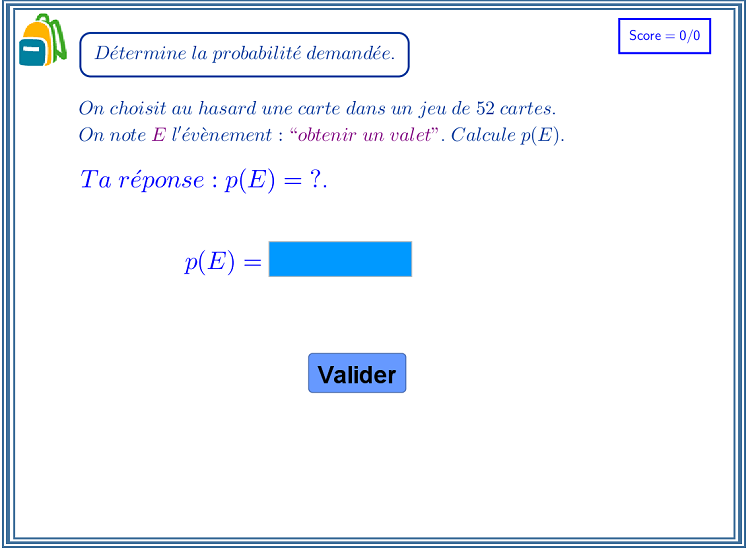 Score = 0/0
Détermine la probabilité demandée.
On choisit au hasard une carte dans un jeu de 52 cartes.
On note E l'évènement : “obtenir un valet”. Calcule p(E).
Ta réponse : p(E) = ?.
p(E) =
Valider